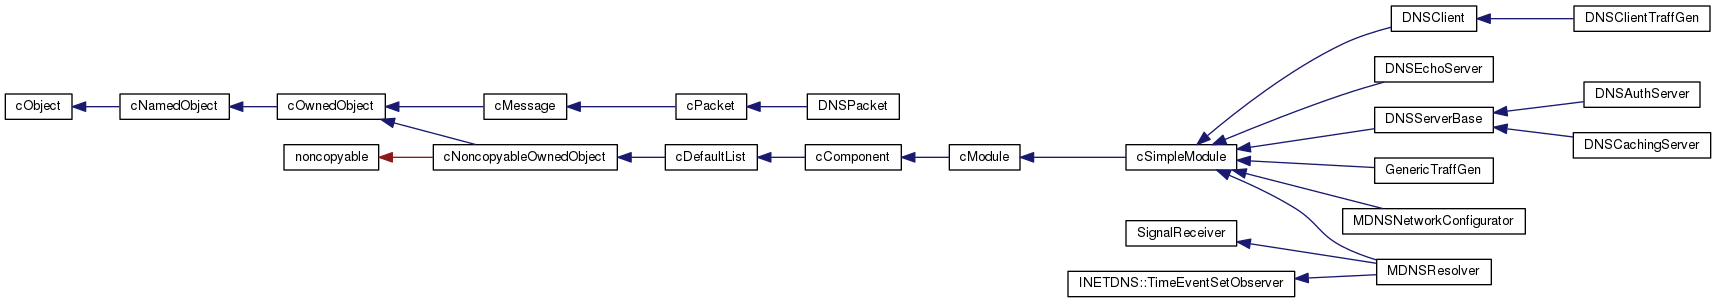 DNSClient
DNSClientTraffGen
DNSEchoServer
DNSAuthServer
cObject
cNamedObject
cOwnedObject
cMessage
cPacket
DNSPacket
DNSServerBase
DNSCachingServer
noncopyable
cNoncopyableOwnedObject
cDefaultList
cComponent
cModule
cSimpleModule
GenericTraffGen
MDNSNetworkConfigurator
SignalReceiver
MDNSResolver
INETDNS::TimeEventSetObserver